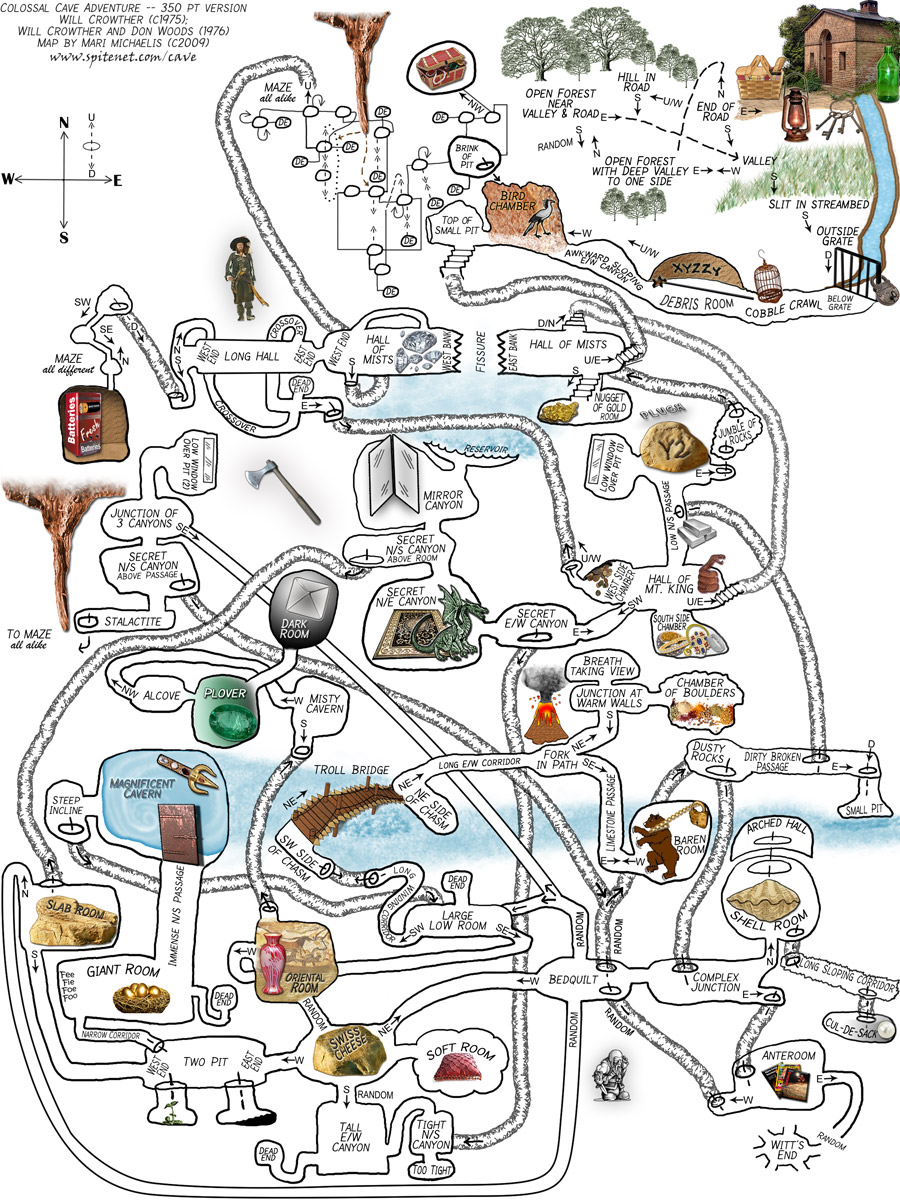 COLOSSAL CAVE ADVENTURE -- 350 PT VERSION
WILL CROWTHER (C1975);
WILL CROWTHER AND DON WOODS (1976)
MAP BY MARI MICHAELIS (C2009)
www.spitenet.com/cave
N
W
E
S
U
D
MAZE
all alike
U
DE
DE
DE
DE
DE
DE
DE
DE
DE
DE
NW
BRINK
OF
PIT
BIRD
CHAMBER
TOP OF
SMALL PIT
W
AWKWARD SLOPING
E/W CANYON
U/W
XYZZY
DEBRIS ROOM
COBBLE CRAWL
BELOW
GRATE
HILL IN
ROAD
S
U/W
N
END OF
ROAD
E
S
OPEN FOREST
NEAR
VALLEY & ROAD
E
RANDOM
S
N
OPEN FOREST
WITH DEEP VALLEY
TO ONE SIDE
E
W
VALLEY
S
SLIT IN STREAMBED
S
OUTSIDE
GRATE
D
SW
SE
N
D
MAZE
all different
Batteries
Fresh
Batteries
N
S
WEST
END
LONG HALL
CROSSOVER
EAST
END
DEAD
END
E
CROSSOVER
WEST END
HALL
OF
MISTS
S
WEST BANK
FISSURE
EAST BANK
D/N
HALL OF MISTS
U/E
S
NUGGET
OF GOLD
ROOM
PLUGH
Y2
JUMBLE OF
ROCKS
E
LOW WINDOW
OVER PIT (1)
LOW N/S PASSAGE
LOW WINDOW
OVER PIT (2)
RESERVOIR
MIRROR
CANYON
JUNCTION OF
3 CANYONS
SE
SECRET
N/S CANYON
ABOVE PASSAGE
STALACTITE
TO MAZE
all alike
SECRET
N/S CANYON
ABOVE ROOM
SECRET
N/E CANYON
SECRET
E/W CANYON
E
U/W
WEST SIDE
CHAMBER
SW
HALL OF
MT. KING
U/E
SOUTH SIDE
CHAMBER
DARK
ROOM
NW
ALCOVE
PLOVER
W
MISTY
CAVERN
S
BREATH
TAKING VIEW
JUNCTION AT
WARM WALLS
CHAMBER
OF BOULDERS
S
NE
FORK
IN PATH
SE
LONG E/W CORRIDOR
DUSTY
ROCKS
DIRTY BROKEN
PASSAGE
E
D
SMALL PIT
MAGNIFICENT
CAVERN
STEEP
INCLINE
TROLL BRIDGE
NE
NE
NE SIDE
OF CHASM
SW SIDE
OF CHASM
LIMESTONE PASSAGE
E
W
BAREN
ROOM
ARCHED HALL
SHELL ROOM
LONG
WINDING CORRIDOR
SW
DEAD
END
LARGE
LOW ROOM
SE
N
SLAB ROOM
S
IMMENSE N/S PASSAGE
Fee
Fie
Foe
Foo
GIANT ROOM
DEAD
END
NARROW CORRIDOR
W
ORIENTAL
ROOM
RANDOM
RANDOM
RANDOM
W
BEDQUILT
COMPLEX
JUNCTION
E
N
LONG SLOPING CORRIDOR
CUL-DE-SACK
RANDOM
RANDOM
NE
SWISS
CHEESE
SOFT ROOM
W
WEST
END
TWO PIT
EAST
END
S
RANDOM
TALL
E/W
CANYON
DEAD
END
TIGHT
N/S
CANYON
TOO TIGHT
ANTEROOM
W
E
RANDOM
WITT'S
END